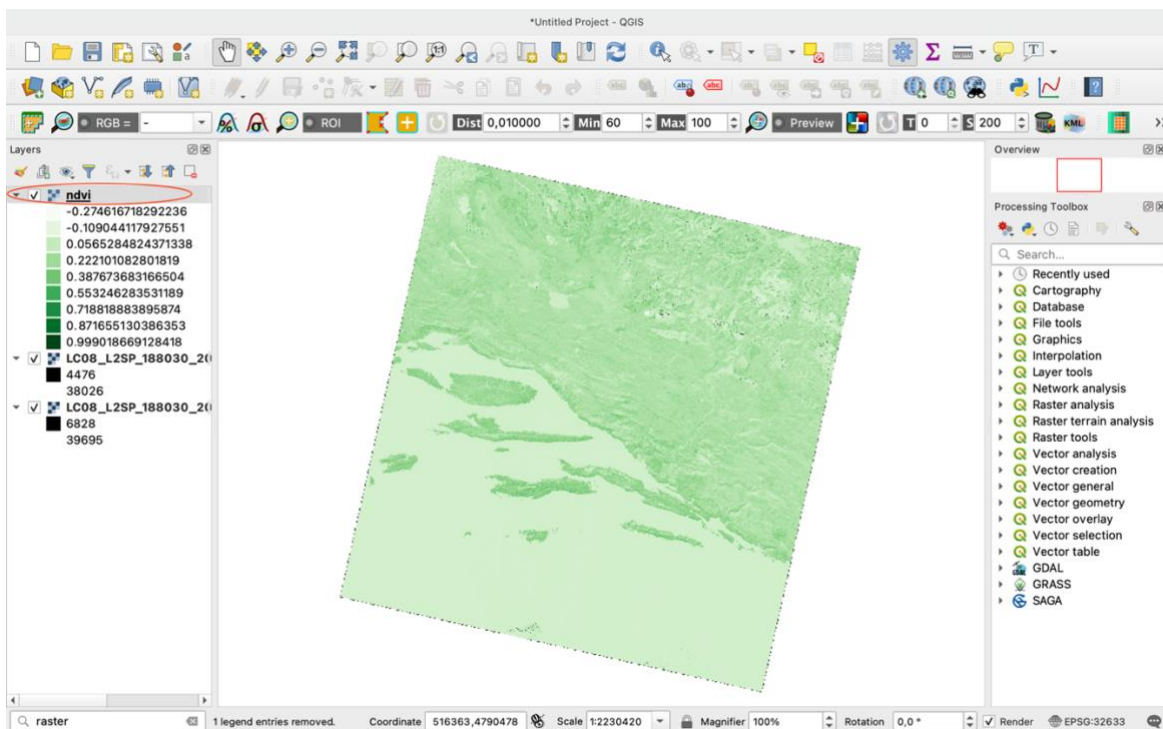 *Untitled Project - QGIS
RGB = -
ROI
Dist 0,010000
Min 60
Max 100
Preview
T 0
S 200
KML
Layers
ndvi
-0.274616718292236
-0.109044117927551
0.0565284824371338
0.222101082801819
0.387673683166504
0.553246283531189
0.718818883895874
0.871655130386353
0.999018669128418
LC08_L2SP_188030_20
4476
38026
LC08_L2SP_188030_20
6828
39695
Overview
Processing Toolbox
Search...
Recently used
Cartography
Database
File tools
Graphics
Interpolation
Layer tools
Network analysis
Raster analysis
Raster terrain analysis
Raster tools
Vector analysis
Vector creation
Vector general
Vector geometry
Vector overlay
Vector selection
Vector table
GDAL
GRASS
SAGA
raster
1 legend entries removed.
Coordinate 516363,4790478
Scale 1:2230420
Magnifier 100%
Rotation 0,0 °
Render
EPSG:32633